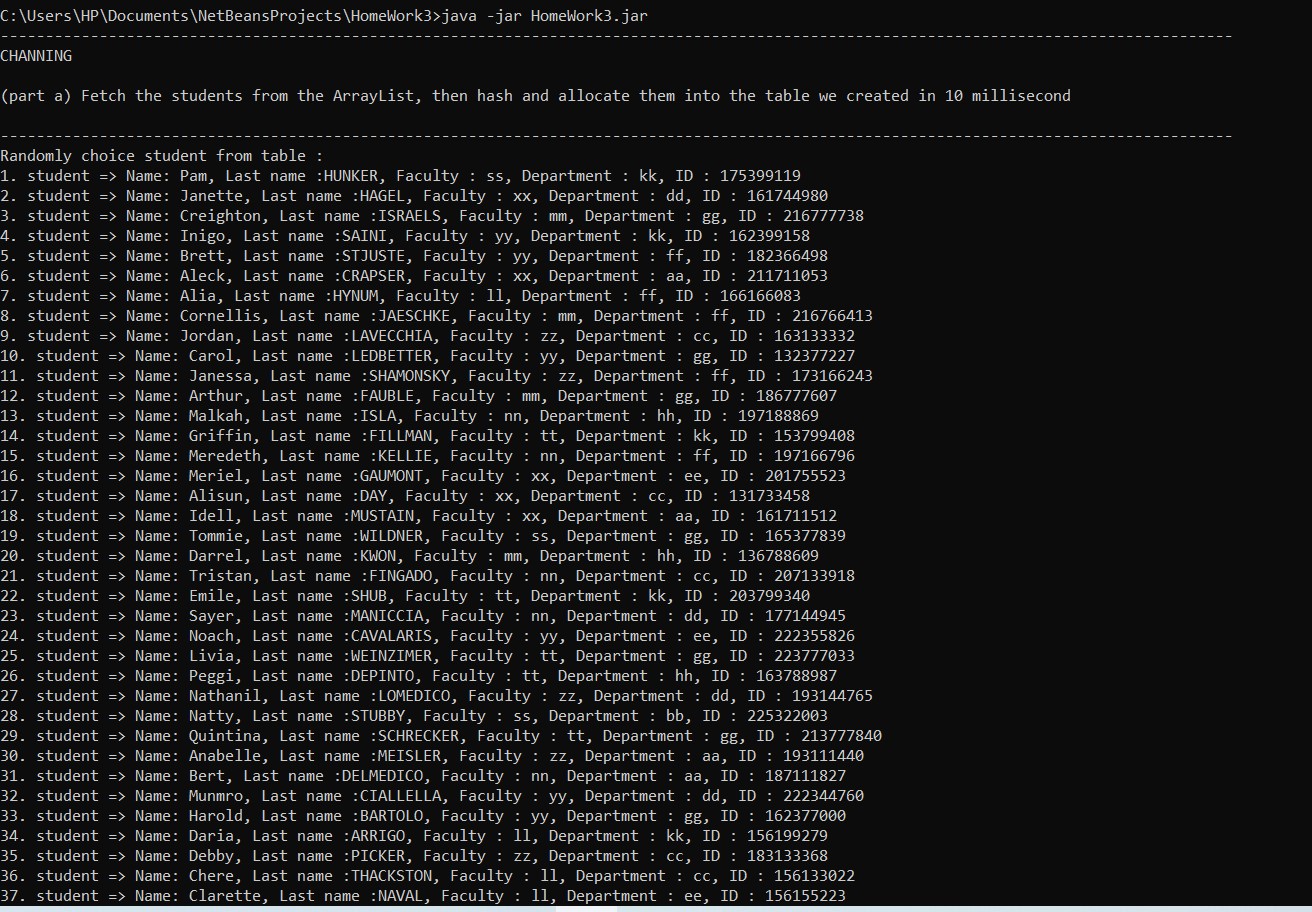 C:\Users\HP\Documents\NetBeansProjects\HomeWork3>java -jar HomeWork3.jar
-----------------------------------------------------------------------------------------------------------------------------------------
CHANNING
(part a) Fetch the students from the ArrayList, then hash and allocate them into the table we created in 10 millisecond
-----------------------------------------------------------------------------------------------------------------------------------------
Randomly choice student from table :
1. student => Name: Pam, Last name :HUNKER, Faculty : ss, Department : kk, ID : 175399119
2. student => Name: Janette, Last name :HAGEL, Faculty : xx, Department : dd, ID : 161744980
3. student => Name: Creighton, Last name :ISRAELS, Faculty : mm, Department : gg, ID : 216777738
4. student => Name: Inigo, Last name :SAINI, Faculty : yy, Department : kk, ID : 162399158
5. student => Name: Brett, Last name :STJUSTE, Faculty : yy, Department : ff, ID : 182366498
6. student => Name: Aleck, Last name :CRAPSER, Faculty : xx, Department : aa, ID : 211711053
7. student => Name: Alia, Last name :HYNUM, Faculty : ll, Department : ff, ID : 166166083
8. student => Name: Cornellis, Last name :JAESCHKE, Faculty : mm, Department : ff, ID : 216766413
9. student => Name: Jordan, Last name :LAVECCHIA, Faculty : zz, Department : cc, ID : 163133332
10. student => Name: Carol, Last name :LEDBETTER, Faculty : yy, Department : gg, ID : 132377227
11. student => Name: Janessa, Last name :SHAMONSKY, Faculty : zz, Department : ff, ID : 173166243
12. student => Name: Arthur, Last name :FAUBLE, Faculty : mm, Department : gg, ID : 186777607
13. student => Name: Malkah, Last name :ISLA, Faculty : nn, Department : hh, ID : 197188869
14. student => Name: Griffin, Last name :FILLMAN, Faculty : tt, Department : kk, ID : 153799408
15. student => Name: Meredeth, Last name :KELLIE, Faculty : nn, Department : ff, ID : 197166796
16. student => Name: Meriel, Last name :GAUMONT, Faculty : xx, Department : ee, ID : 201755523
17. student => Name: Alisun, Last name :DAY, Faculty : xx, Department : cc, ID : 131733458
18. student => Name: Idell, Last name :MUSTAIN, Faculty : xx, Department : aa, ID : 161711512
19. student => Name: Tommie, Last name :WILDNER, Faculty : ss, Department : gg, ID : 165377839
20. student => Name: Darrel, Last name :KWON, Faculty : mm, Department : hh, ID : 136788609
21. student => Name: Tristan, Last name :FINGADO, Faculty : nn, Department : cc, ID : 207133918
22. student => Name: Emile, Last name :SHUB, Faculty : tt, Department : kk, ID : 203799340
23. student => Name: Sayer, Last name :MANICCIA, Faculty : nn, Department : dd, ID : 177144945
24. student => Name: Noach, Last name :CAVALARIS, Faculty : yy, Department : ee, ID : 222355826
25. student => Name: Livia, Last name :WEINZIMER, Faculty : tt, Department : gg, ID : 223777033
26. student => Name: Peggi, Last name :DEPINTO, Faculty : tt, Department : hh, ID : 163788987
27. student => Name: Nathanil, Last name :LOMEDICO, Faculty : zz, Department : dd, ID : 193144765
28. student => Name: Natty, Last name :STUBBY, Faculty : ss, Department : bb, ID : 225322003
29. student => Name: Quintina, Last name :SCHRECKER, Faculty : tt, Department : gg, ID : 213777840
30. student => Name: Anabelle, Last name :MEISLER, Faculty : zz, Department : aa, ID : 193111440
31. student => Name: Bert, Last name :DELMEDICO, Faculty : nn, Department : aa, ID : 187111827
32. student => Name: Munmro, Last name :CIALLELLA, Faculty : yy, Department : dd, ID : 222344760
33. student => Name: Harold, Last name :BARTOLO, Faculty : yy, Department : gg, ID : 162377000
34. student => Name: Daria, Last name :ARRIGO, Faculty : ll, Department : kk, ID : 156199279
35. student => Name: Debby, Last name :PICKER, Faculty : zz, Department : cc, ID : 183133368
36. student => Name: Chere, Last name :THACKSTON, Faculty : ll, Department : cc, ID : 156133022
37. student => Name: Clarette, Last name :NAVAL, Faculty : ll, Department : ee, ID : 156155223